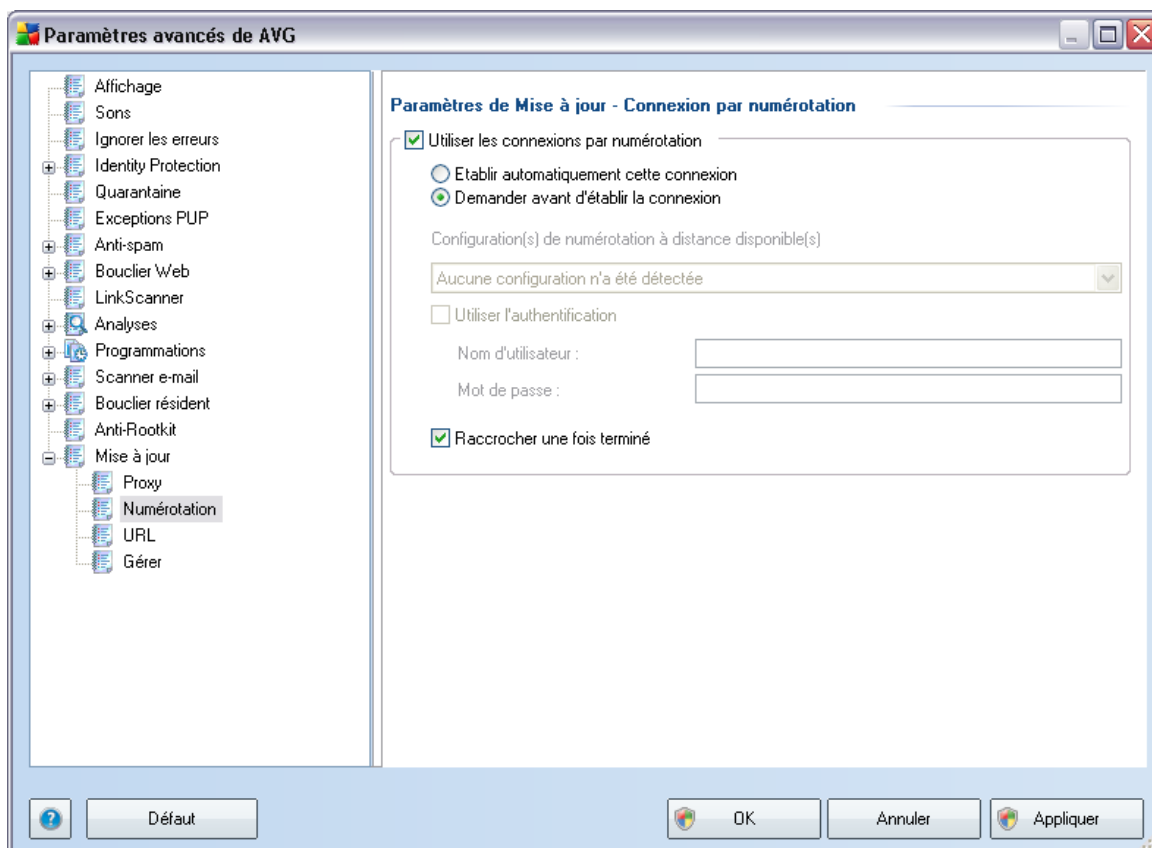 Paramètres avancés de AVG
Affichage
Sons
Ignorer les erreurs
Identity Protection
Quarantaine
Exceptions PUP
Anti-spam
Bouclier Web
LinkScanner
Analyses
Programmations
Scanner e-mail
Bouclier résident
Anti-Rootkit
Mise à jour
Proxy
Numérotation
URL
Gérer
Paramètres de Mise à jour - Connexion par numérotation
Utiliser les connexions par numérotation
Etablir automatiquement cette connexion
Demander avant d'établir la connexion
Configuration(s) de numérotation à distance disponible(s)
Aucune configuration n'a été détectée
Utiliser l'authentification
Nom d'utilisateur :
Mot de passe :
Raccrocher une fois terminé
?
Défaut
OK
Annuler
Appliquer